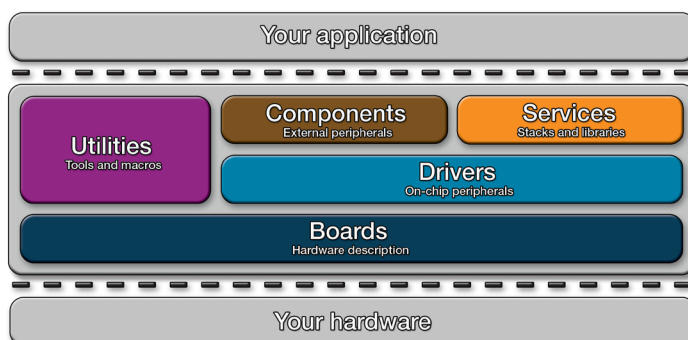 Your application
Utilities
Tools and macros
Components
External peripherals
Services
Stacks and libraries
Drivers
On-chip peripherals
Boards
Hardware description
Your hardware